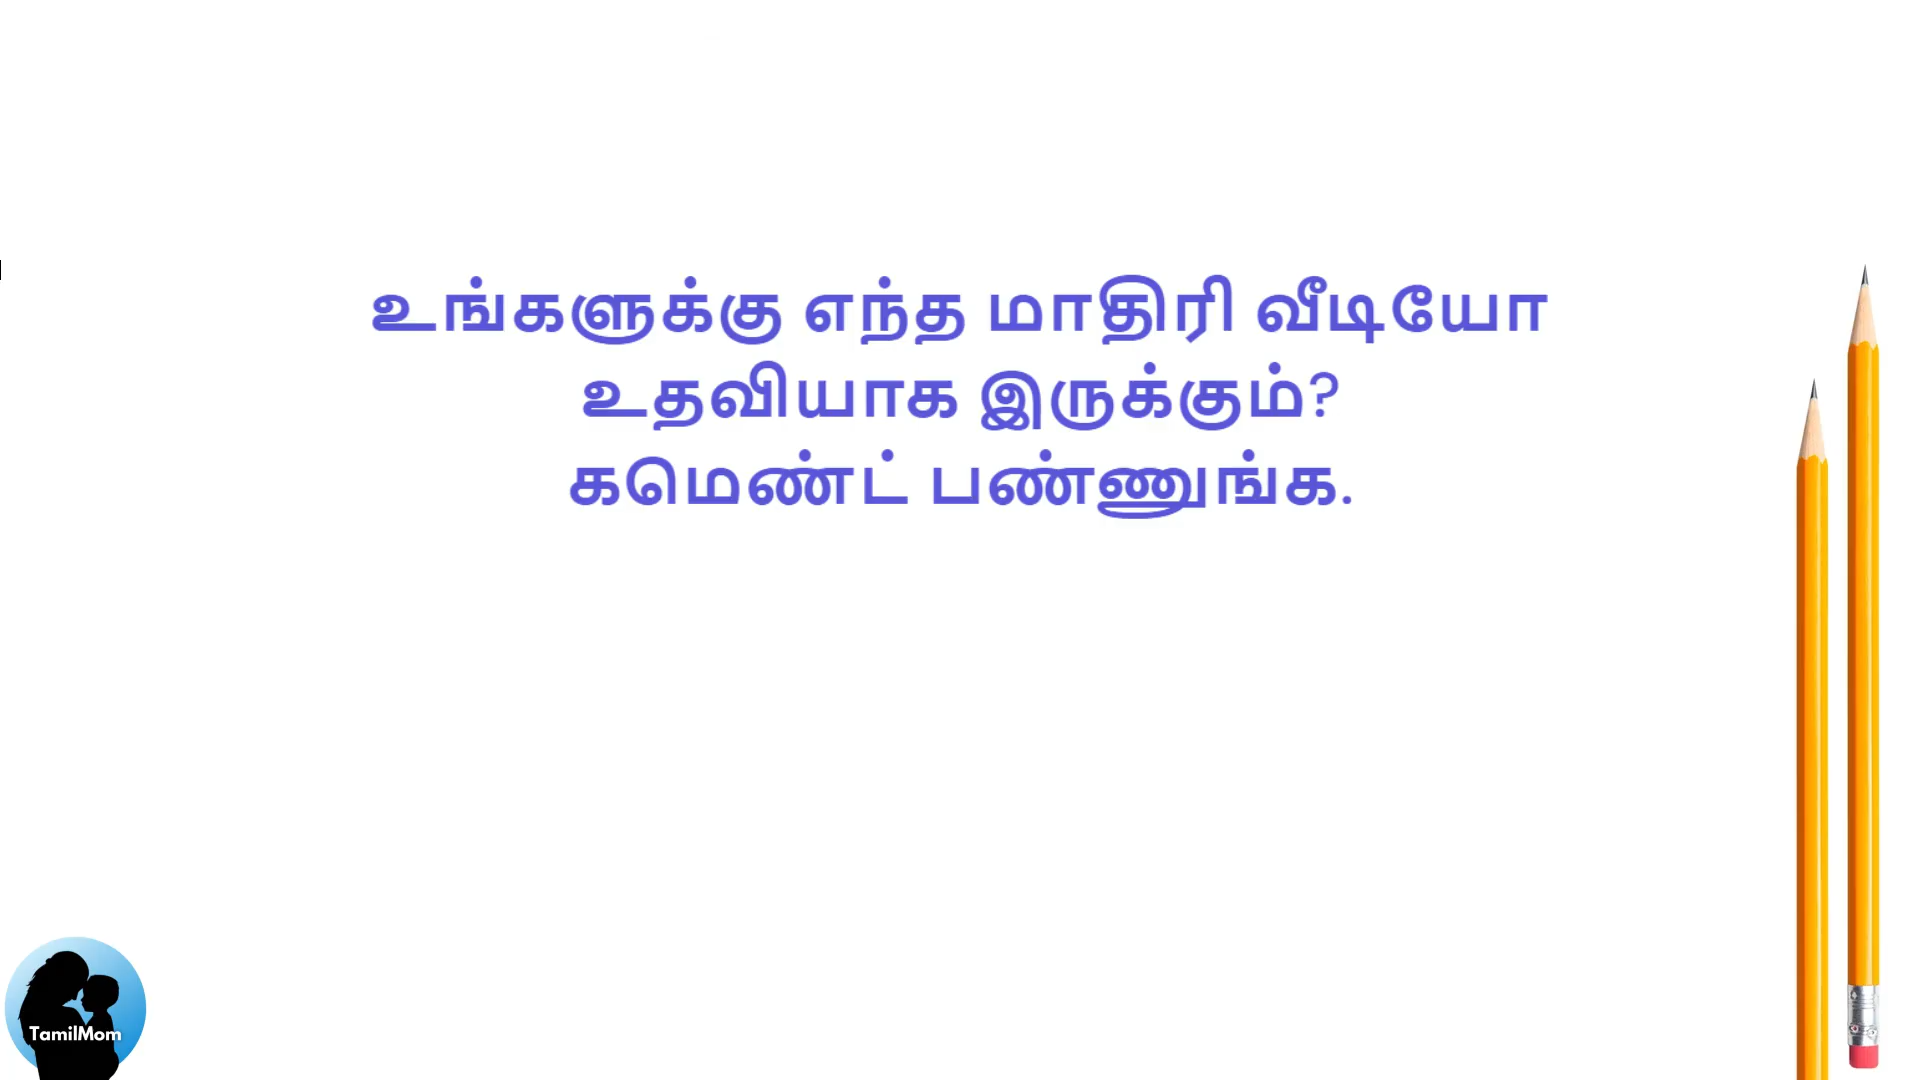 உங்களுக்கு எந்த மாதிரி வீடியோ
உதவியாக இருக்கும்?
கமெண்ட் பண்ணுங்க.
TamilMom